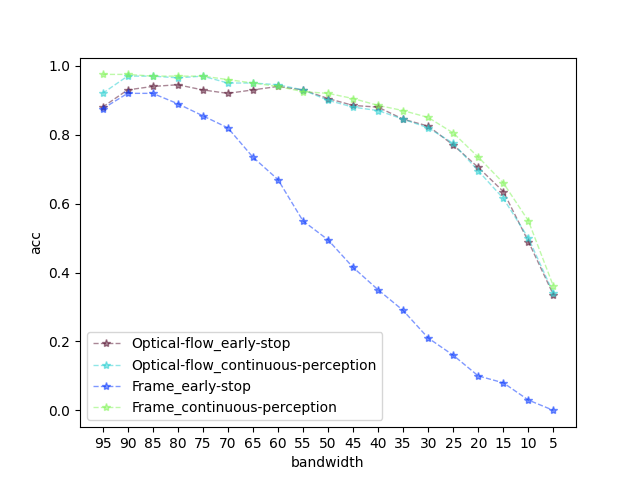 1.0
0.8
0.6
0.4
0.2
0.0
acc
Optical-flow_early-stop
Optical-flow_continuous-perception
Frame_early-stop
Frame_continuous-perception
95 90 85 80 75 70 65 60 55 50 45 40 35 30 25 20 15 10 5
bandwidth